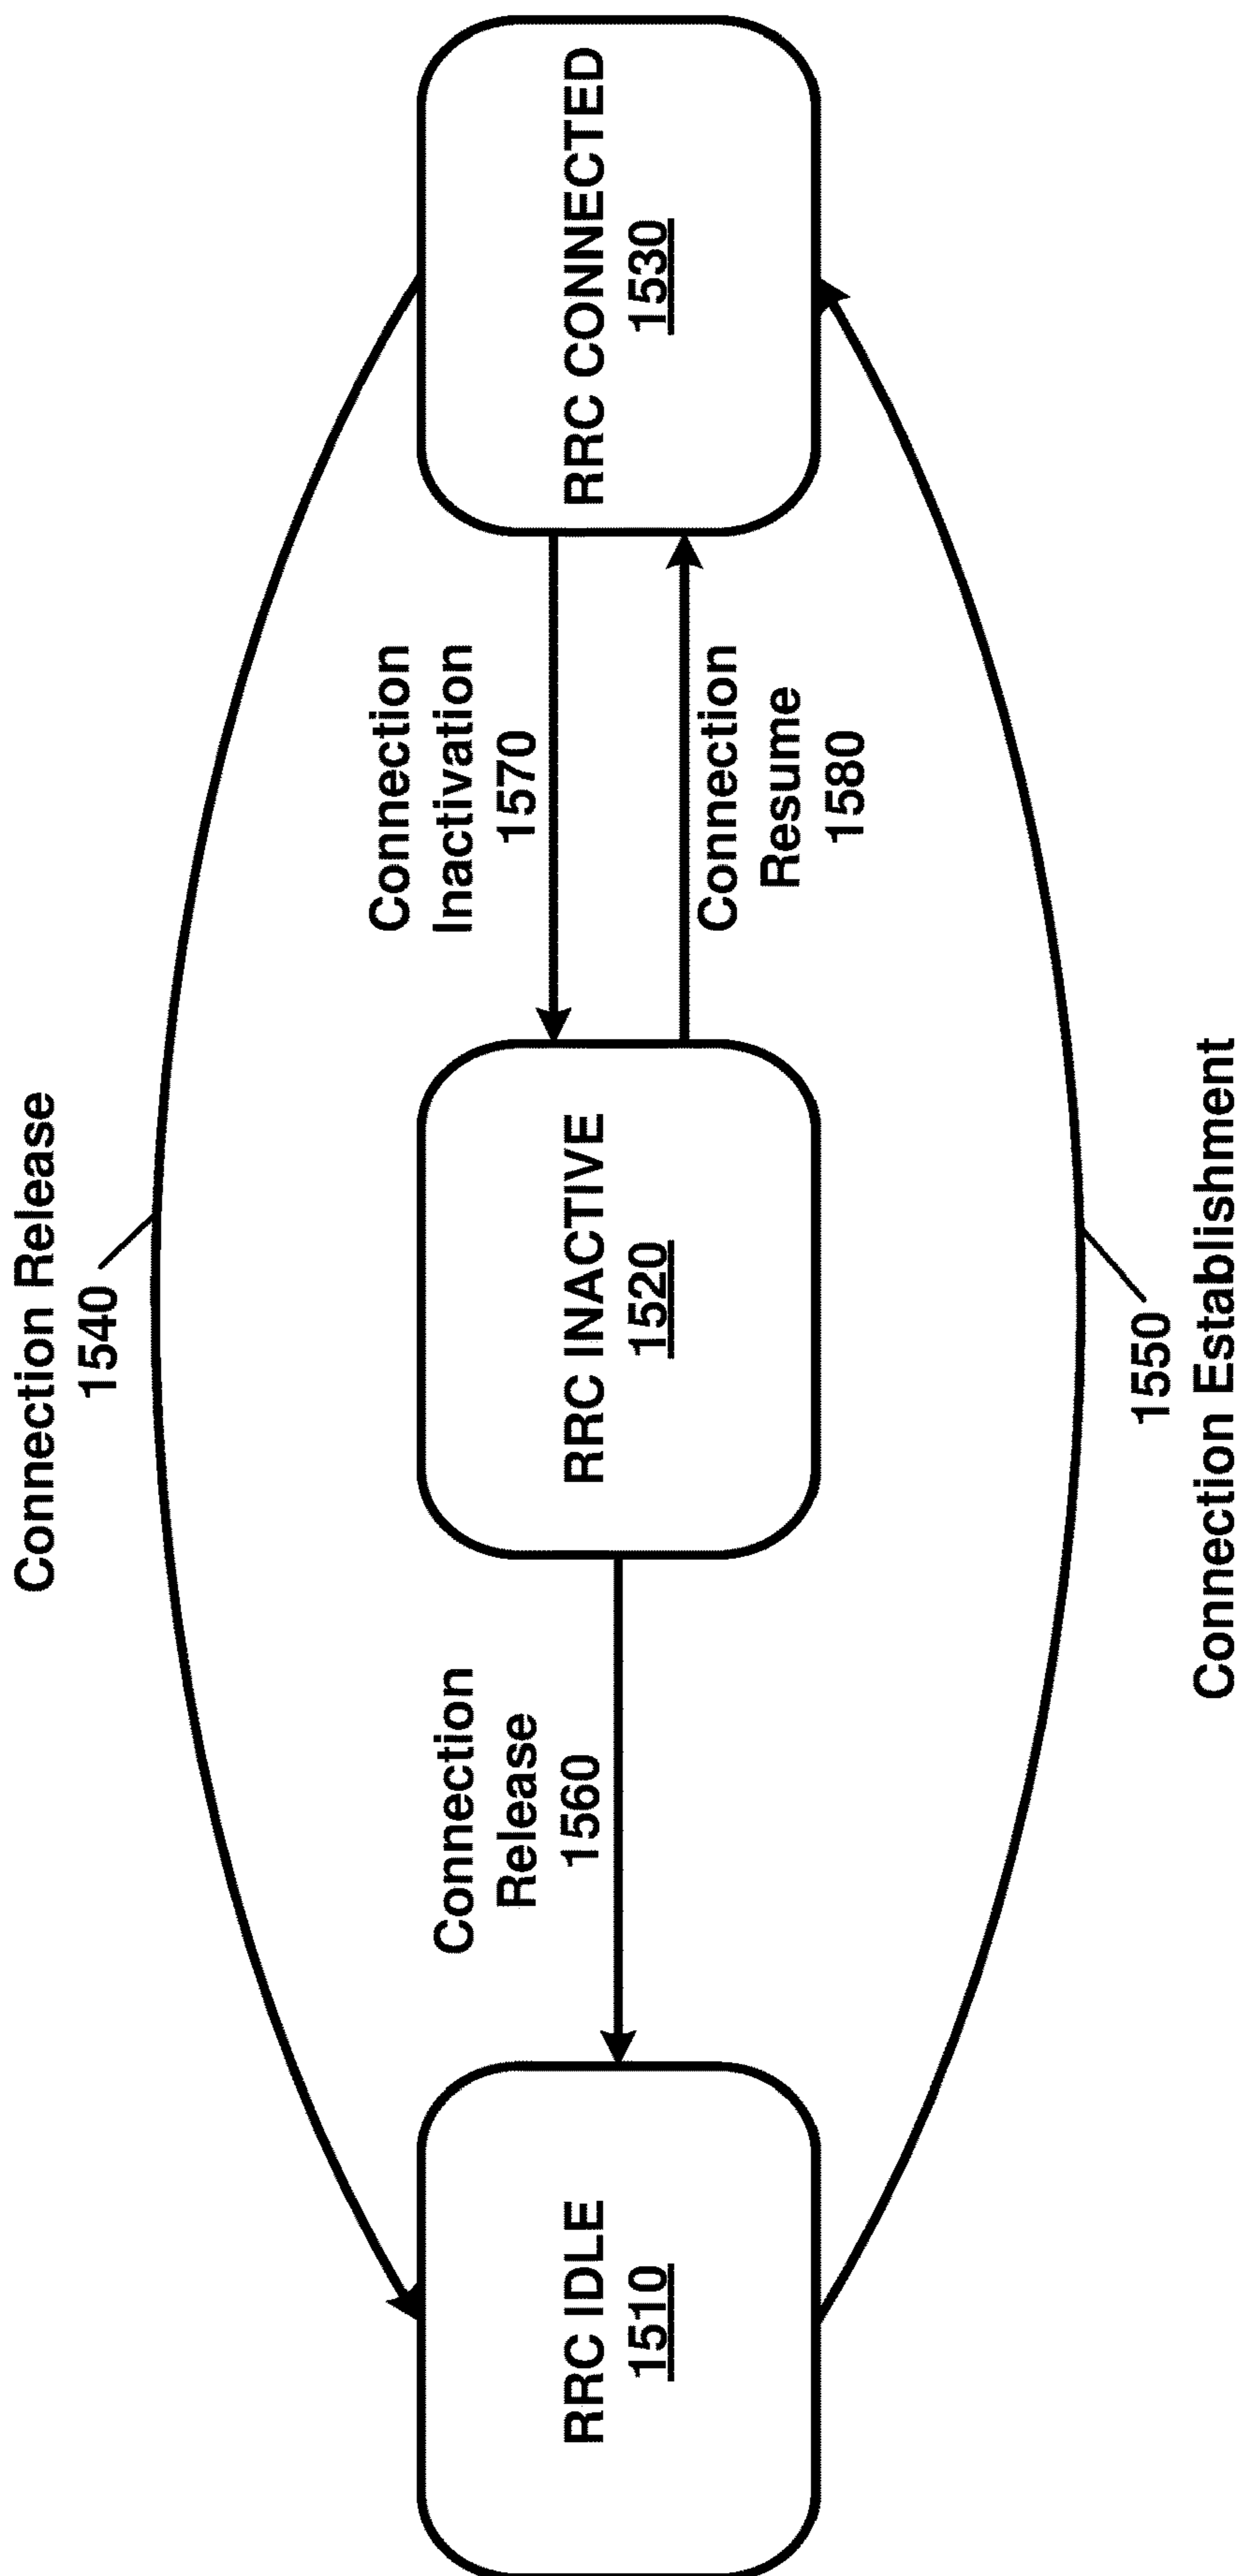 Connection Release
1540
RRC IDLE
1510
Connection
Release
1560
RRC INACTIVE
1520
Connection
Inactivation
1570
Connection
Resume
1580
RRC CONNECTED
1530
1550
Connection Establishment